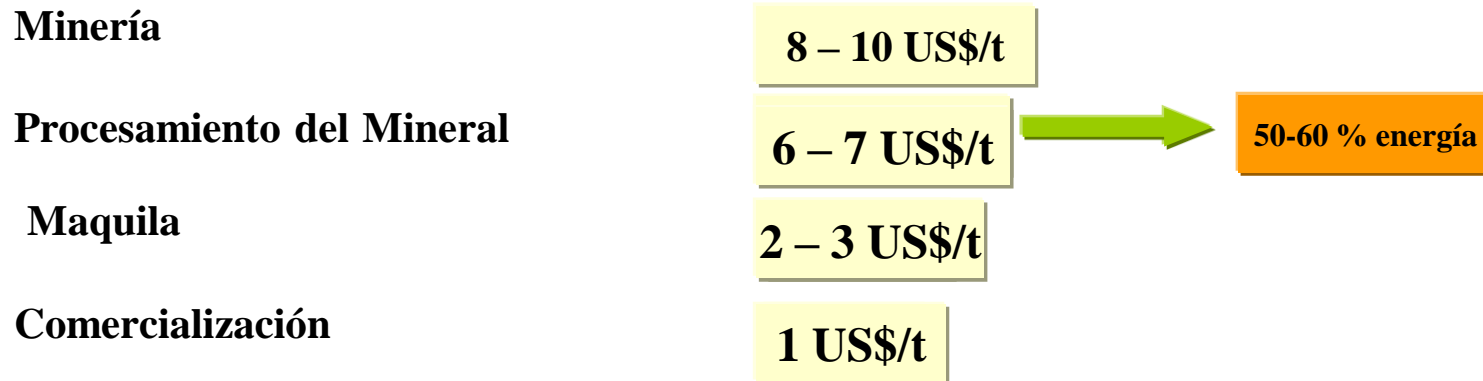 Minería
8 – 10 US$/t
Procesamiento del Mineral
6 – 7 US$/t
50-60 % energía
Maquila
2 – 3 US$/t
Comercialización
1 US$/t